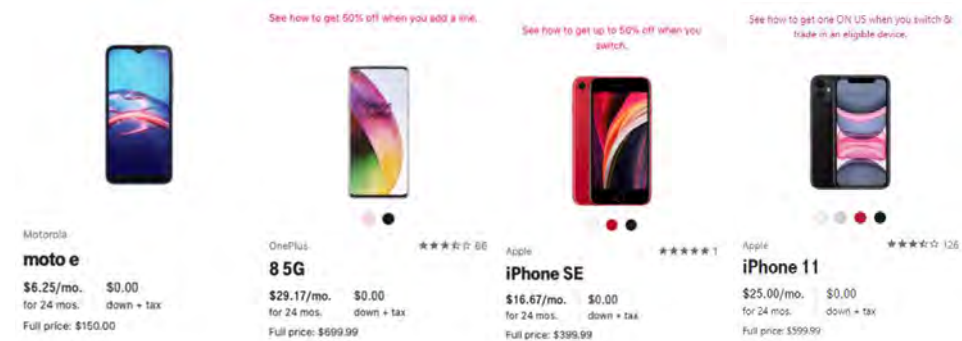 Motorola
moto e
$6.25/mo. $0.00
for 24 mos. down + tax
Full price: $150.00
See how to get 50% off when you add a line.
OnePlus 66
8 5G
$29.17/mo. $0.00
for 24 mos. down + tax
Full price: $699.99
See how to get up to 50% off when you
switch.
Apple 1
iPhone SE
$16.67/mo. $0.00
for 24 mos. down + tax
Full price: $399.99
See how to get one ON US when you switch &
trade in an eligible device.
Apple 126
iPhone 11
$25.00/mo. $0.00
for 24 mos. down + tax
Full price: $599.99